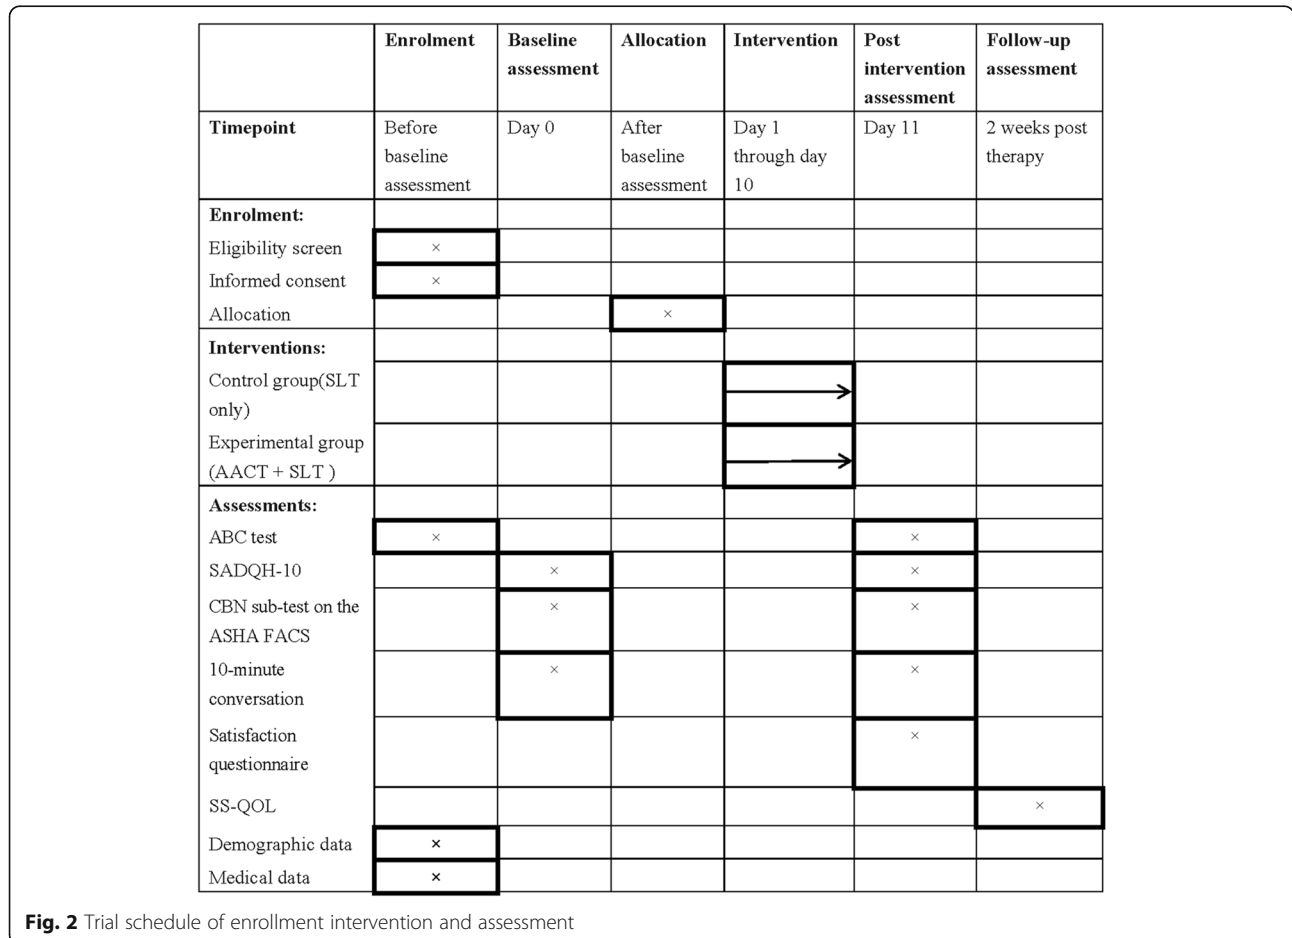 Enrolment Baseline assessment Allocation Intervention Post intervention assessment Follow-up assessment
Timepoint Before baseline assessment Day 0 After baseline assessment Day 1 through day 10 Day 11 2 weeks post therapy
Enrolment:
Eligibility screen ×
Informed consent ×
Allocation ×
Interventions:
Control group(SLT only)
Experimental group (AACT + SLT )
Assessments:
ABC test × ×
SADQH-10 × ×
CBN sub-test on the ASHA FACS × ×
10-minute conversation × ×
Satisfaction questionnaire ×
SS-QOL ×
Demographic data ×
Medical data ×
Fig. 2 Trial schedule of enrollment intervention and assessment